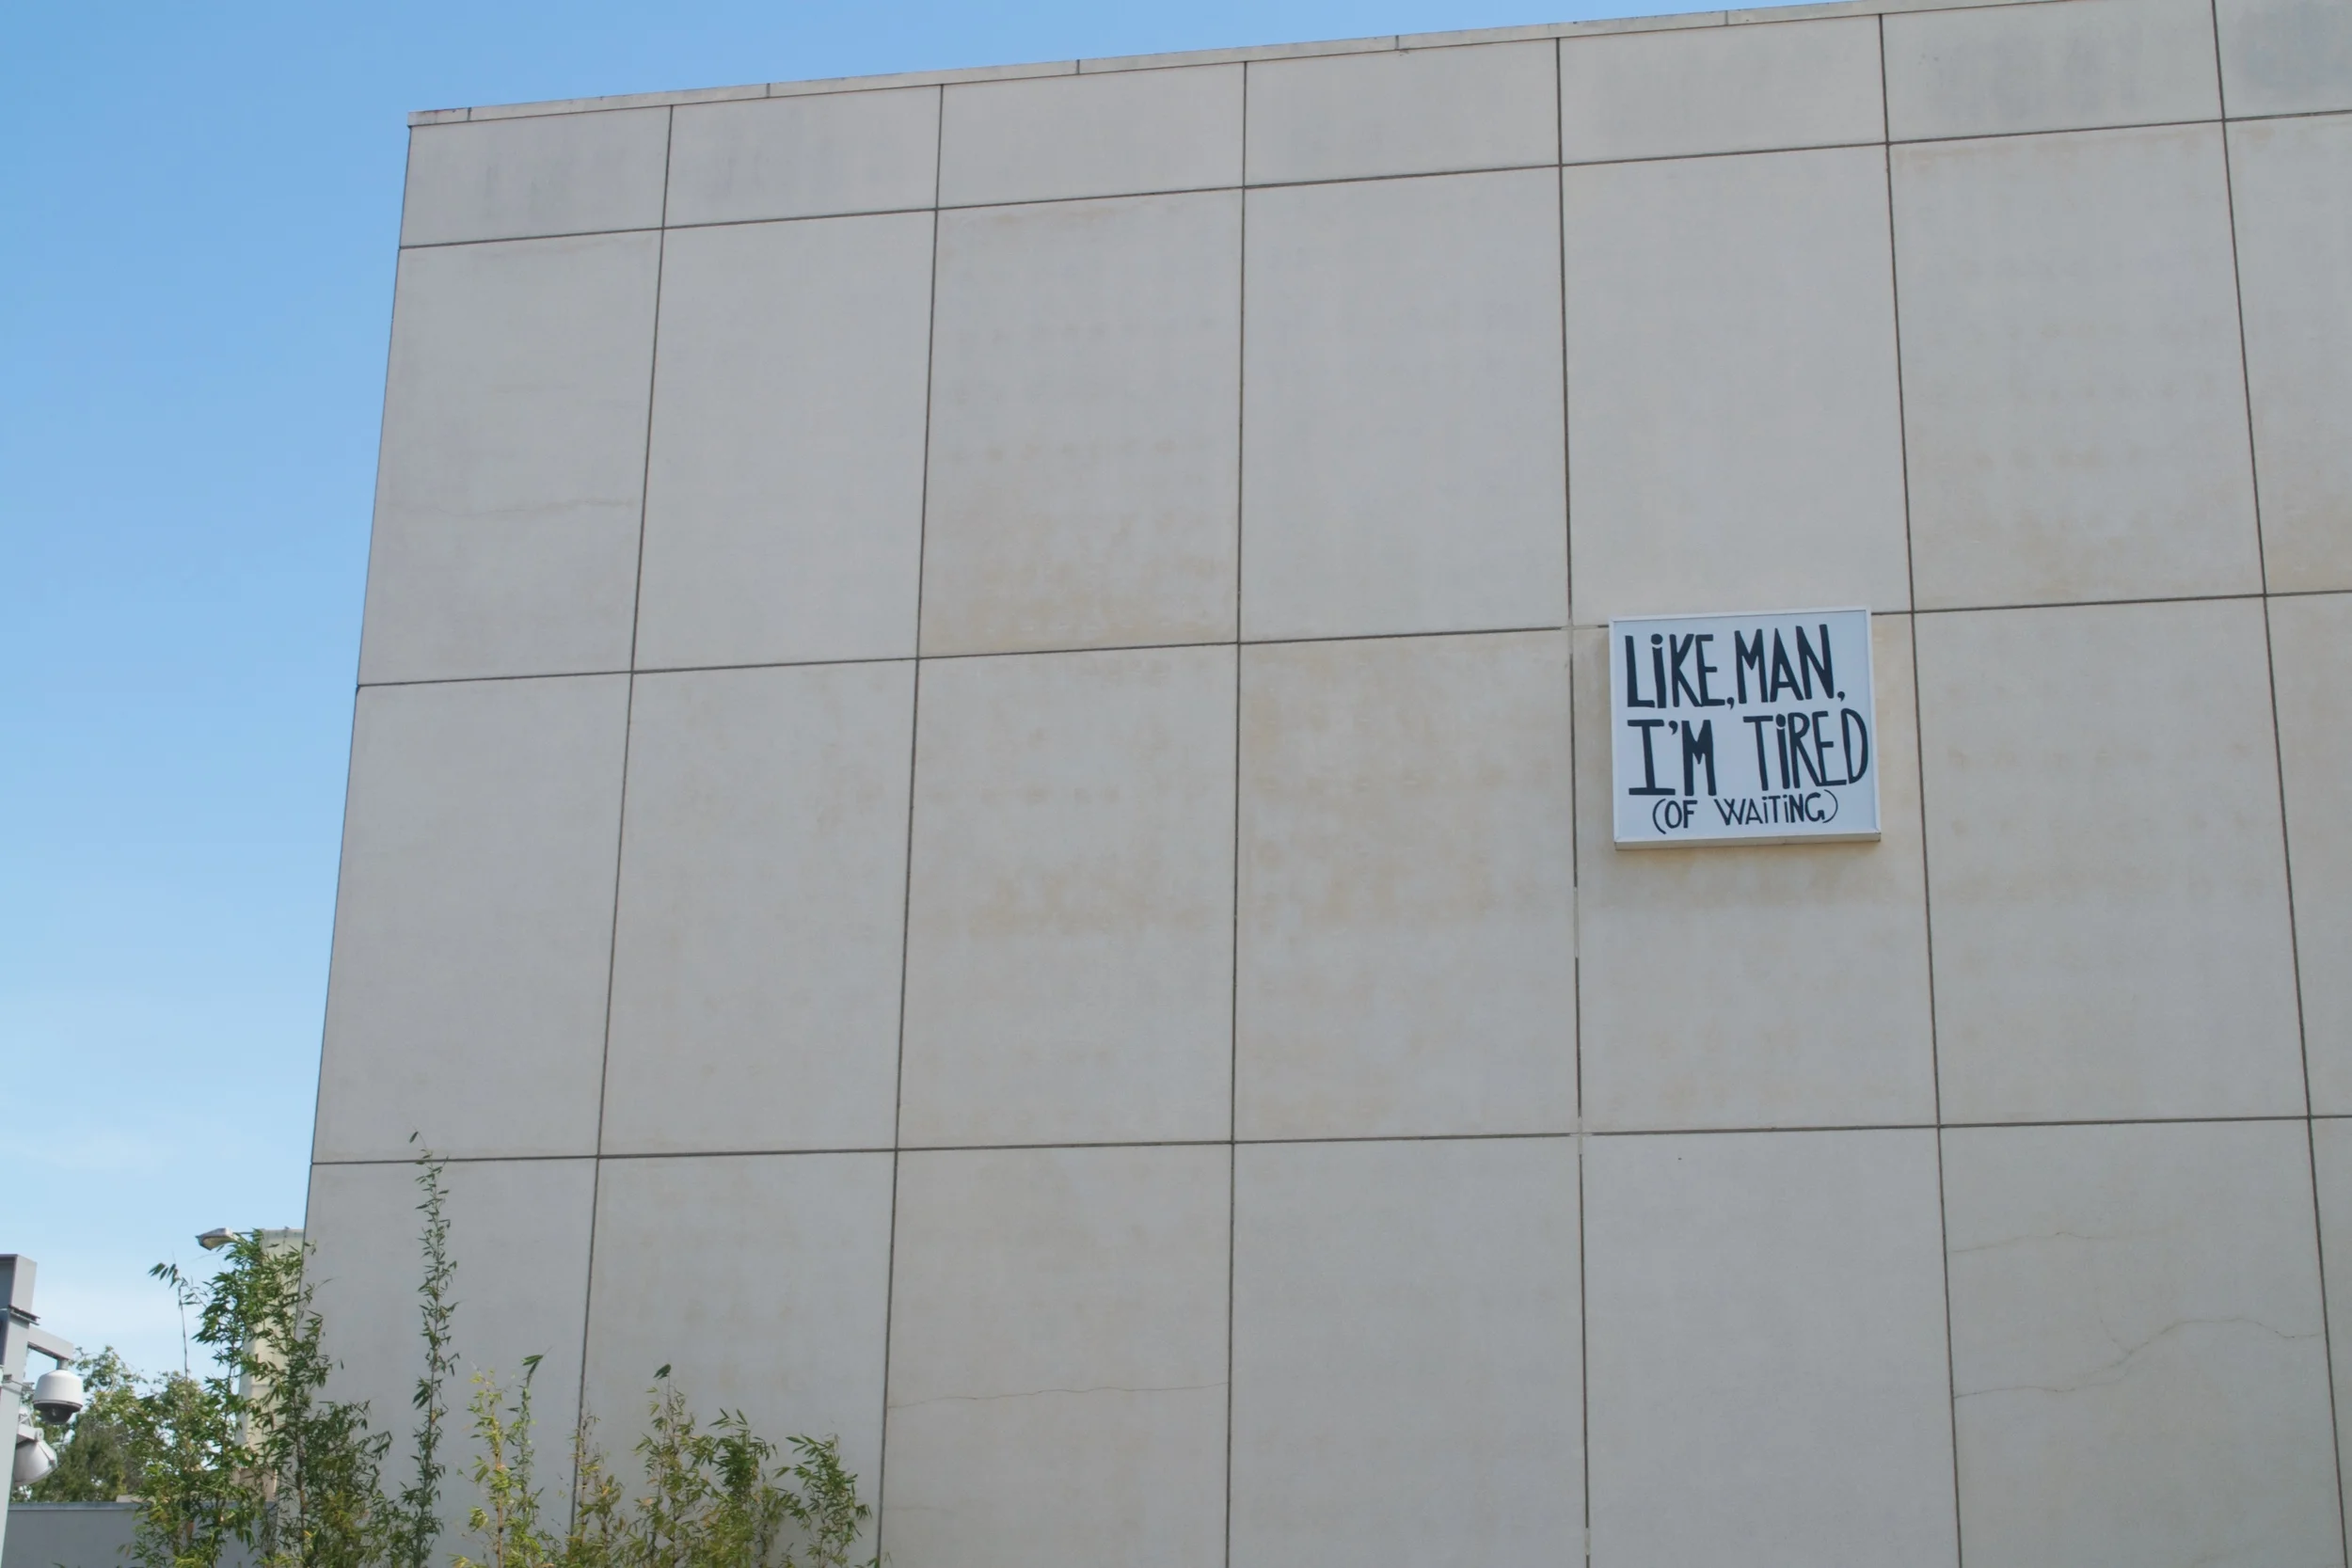 LiKE, MAN,
I'M TiRED
(OF WAiTiNG)